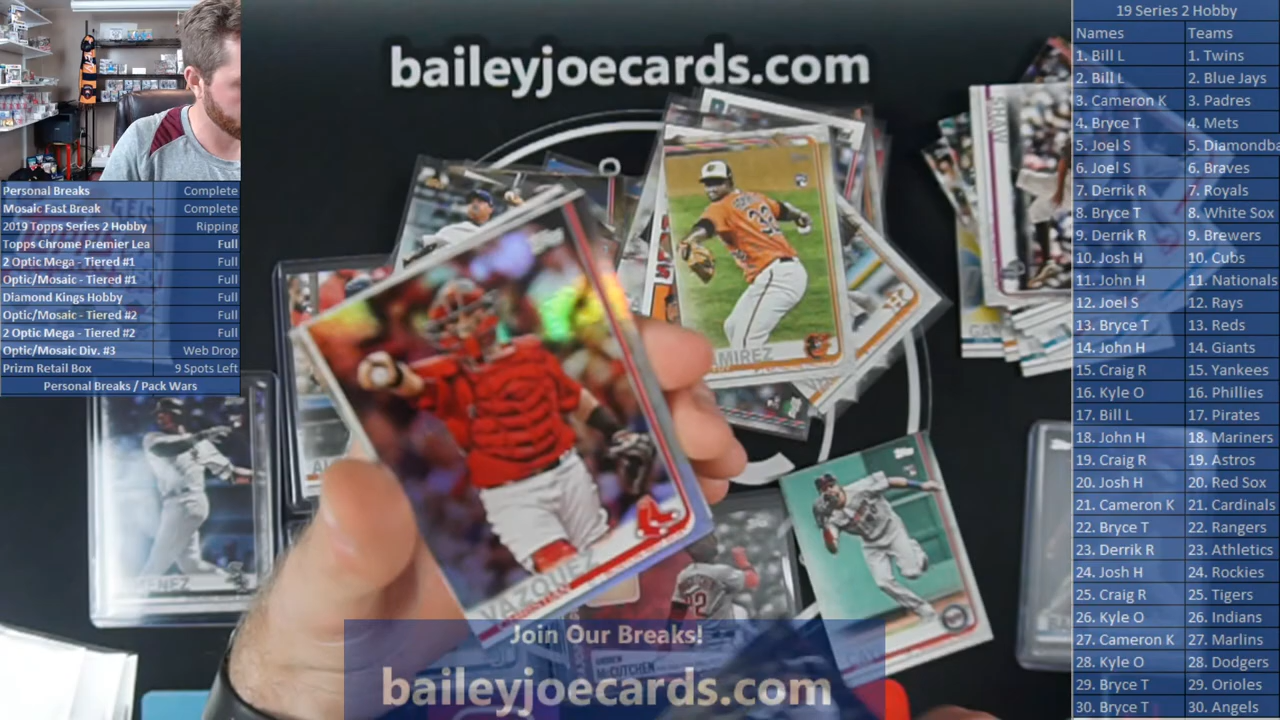 baileyjoecards.com
Personal Breaks Complete
Mosaic Fast Break Complete
2019 Topps Series 2 Hobby Ripping
Topps Chrome Premier Lea Full
2 Optic Mega - Tiered #1 Full
Optic/Mosaic - Tiered #1 Full
Diamond Kings Hobby Full
Optic/Mosaic - Tiered #2 Full
2 Optic Mega - Tiered #2 Full
Optic/Mosaic Div. #3 Web Drop
Prizm Retail Box 9 Spots Left
Personal Breaks / Pack Wars
VAZQUEZ
Topps
Join Our Breaks!
ANDREW
McCUTCHEN
baileyjoecards.com
19 Series 2 Hobby
Names Teams
1. Bill L 1. Twins
2. Bill L 2. Blue Jays
3. Cameron K 3. Padres
4. Bryce T 4. Mets
5. Joel S 5. Diamondba
6. Joel S 6. Braves
7. Derrik R 7. Royals
8. Bryce T 8. White Sox
9. Derrik R 9. Brewers
10. Josh H 10. Cubs
11. John H 11. Nationals
12. Joel S 12. Rays
13. Bryce T 13. Reds
14. John H 14. Giants
15. Craig R 15. Yankees
16. Kyle O 16. Phillies
17. Bill L 17. Pirates
18. John H 18. Mariners
19. Craig R 19. Astros
20. Josh H 20. Red Sox
21. Cameron K 21. Cardinals
22. Bryce T 22. Rangers
23. Derrik R 23. Athletics
24. Josh H 24. Rockies
25. Craig R 25. Tigers
26. Kyle O 26. Indians
27. Cameron K 27. Marlins
28. Kyle O 28. Dodgers
29. Bryce T 29. Orioles
30. Bryce T 30. Angels